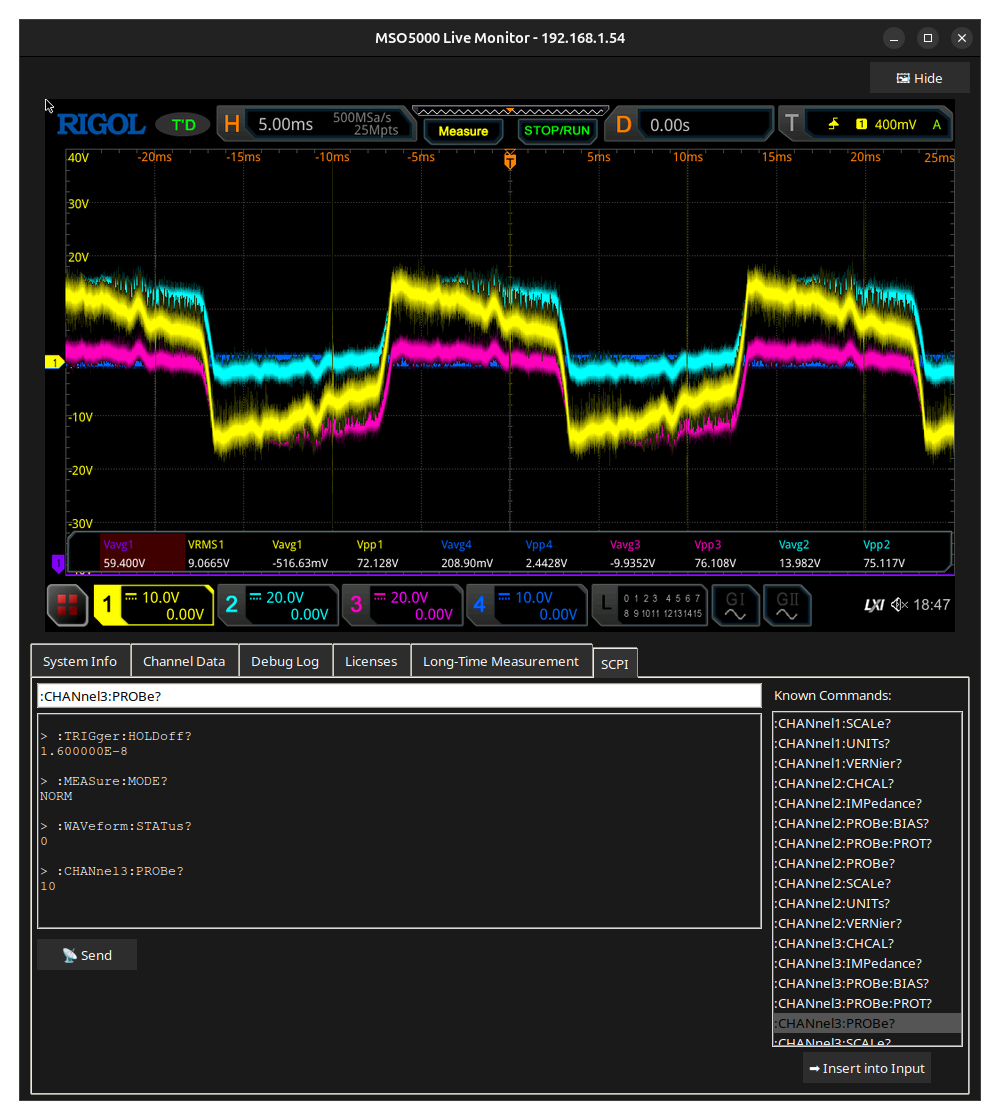 MSO5000 Live Monitor - 192.168.1.54
Hide
RIGOL T'D H 5.00ms 500MSa/s 25Mpts Measure STOP/RUN D 0.00s T 1 400mV A
40V -20ms -15ms -10ms -5ms T 5ms 10ms 15ms 20ms 25ms
30V
20V
1
-10V
-20V
-30V
Vavg1 VRMS1 Vavg1 Vpp1 Vavg4 Vpp4 Vavg3 Vpp3 Vavg2 Vpp2
59.400V 9.0665V -516.63mV 72.128V 208.90mV 2.4428V -9.9352V 76.108V 13.982V 75.117V
1 10.0V 0.00V 2 20.0V 0.00V 3 20.0V 0.00V 4 10.0V 0.00V L 0 1 2 3 4 5 6 7 8 9 1011 12131415 GI GII LXI 18:47
System Info Channel Data Debug Log Licenses Long-Time Measurement SCPI
:CHANnel3:PROBe?
> :TRIGger:HOLDoff?
1.600000E-8
> :MEASure:MODE?
NORM
> :WAVeform:STATus?
0
> :CHANnel3:PROBe?
10
Send
Known Commands:
:CHANnel1:SCALe?
:CHANnel1:UNITs?
:CHANnel1:VERNier?
:CHANnel2:CHCAL?
:CHANnel2:IMPedance?
:CHANnel2:PROBe:BIAS?
:CHANnel2:PROBe:PROT?
:CHANnel2:PROBe?
:CHANnel2:SCALe?
:CHANnel2:UNITs?
:CHANnel2:VERNier?
:CHANnel3:CHCAL?
:CHANnel3:IMPedance?
:CHANnel3:PROBe:BIAS?
:CHANnel3:PROBe:PROT?
:CHANnel3:PROBe?
:CHANnel3:SCALe?
Insert into Input